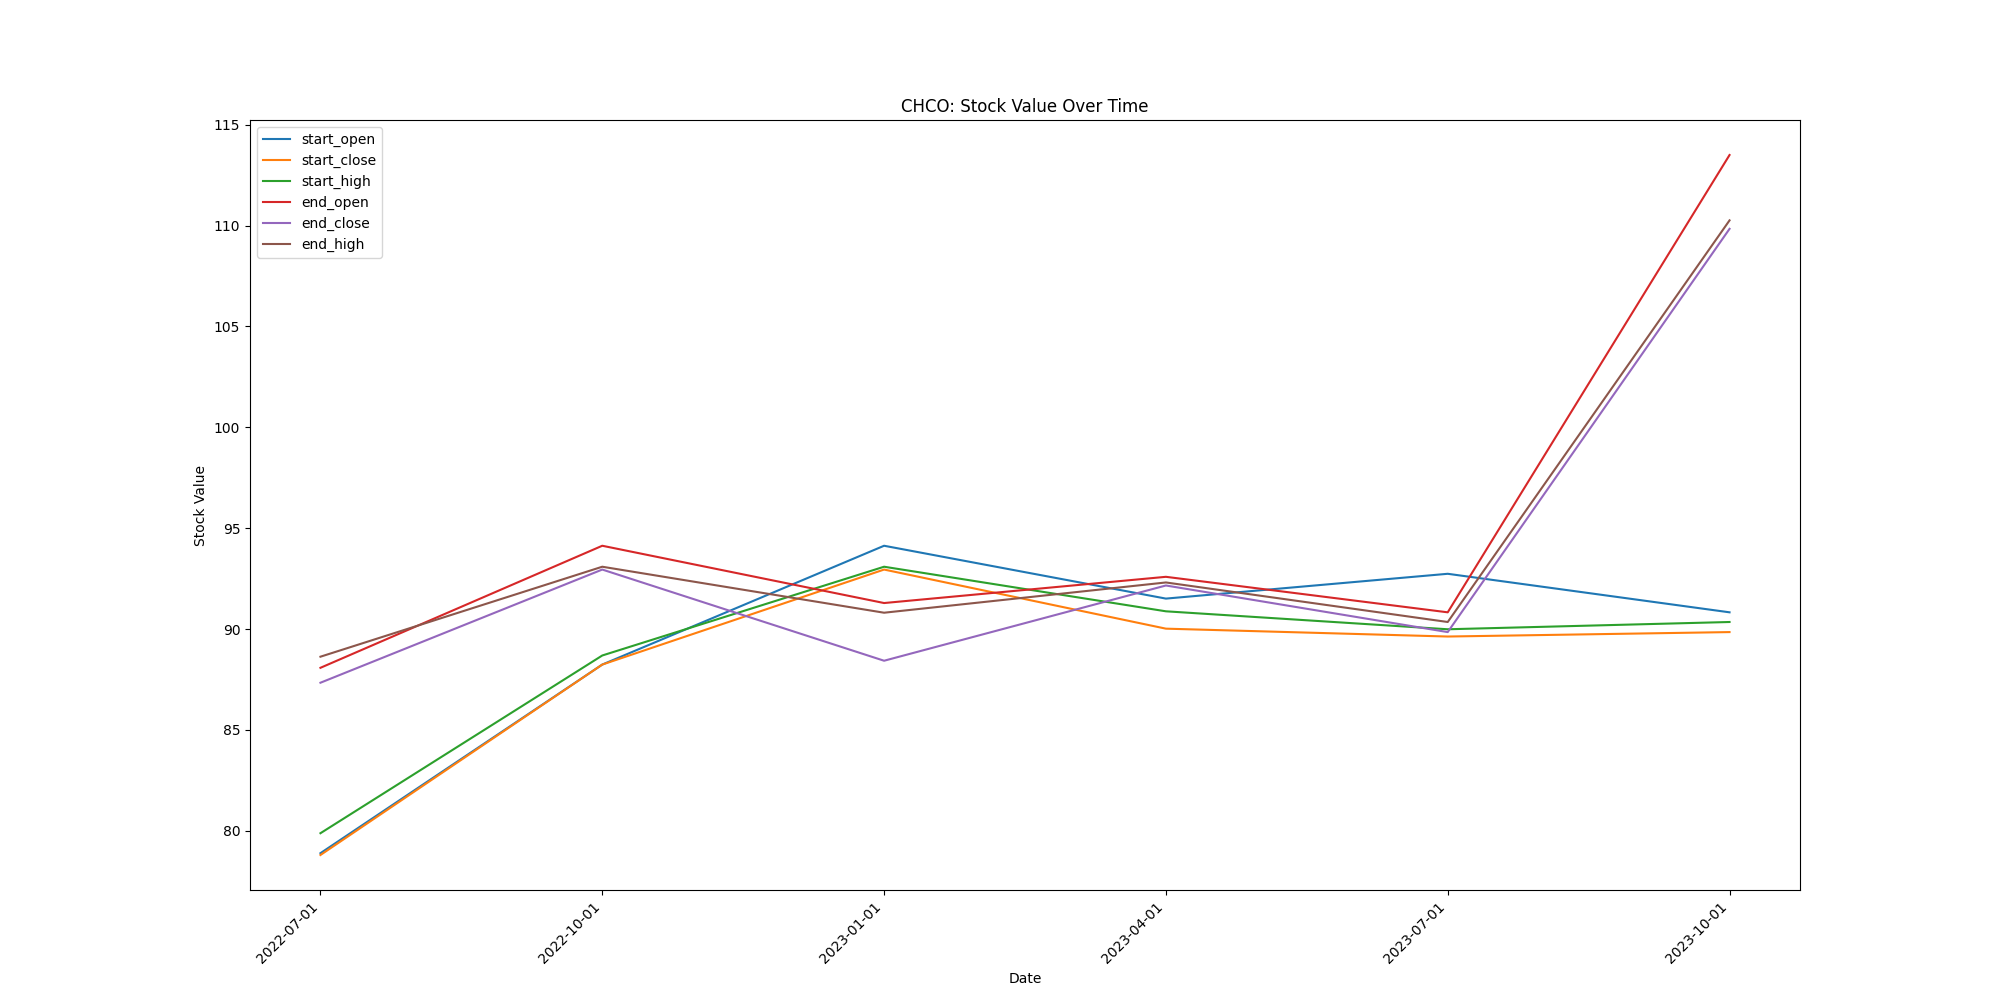 CHCO: Stock Value Over Time
start_open
start_close
start_high
end_open
end_close
end_high
115
110
105
100
95
90
85
80
Stock Value
2022-07-01
2022-10-01
2023-01-01
2023-04-01
2023-07-01
2023-10-01
Date